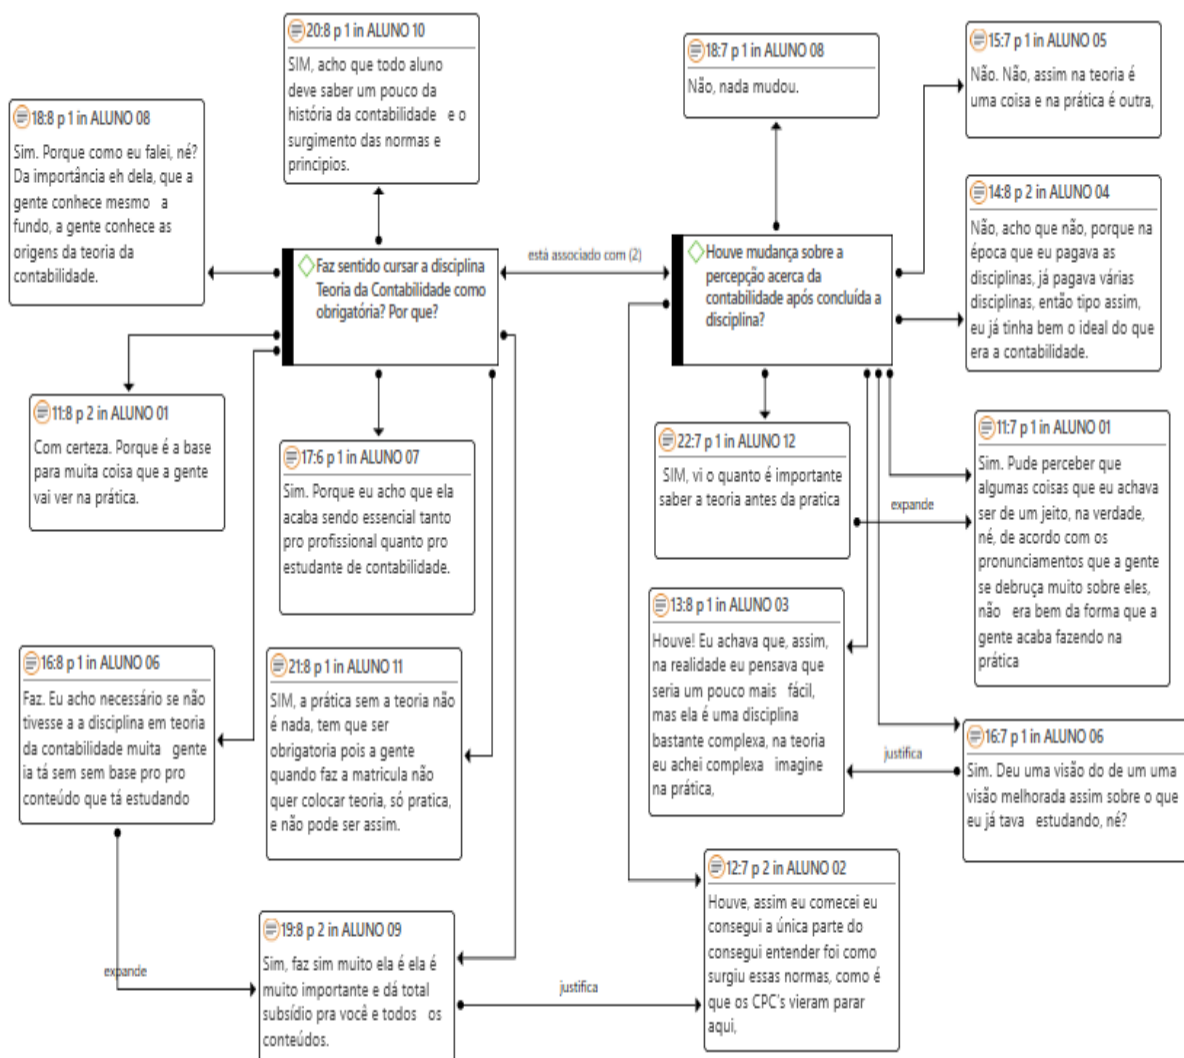 20:8 p 1 in ALUNO 10
SIM, acho que todo aluno
deve saber um pouco da
história da contabilidade e o
surgimento das normas e
principios.
18:7 p 1 in ALUNO 08
Não, nada mudou.
15:7 p 1 in ALUNO 05
Não. Não, assim na teoria é
uma coisa e na prática é outra,
18:8 p 1 in ALUNO 08
Sim. Porque como eu falei, né?
Da importância eh dela, que a
gente conhece mesmo a
fundo, a gente conhece as
origens da teoria da
contabilidade.
14:8 p 2 in ALUNO 04
Não, acho que não, porque na
época que eu pagava as
disciplinas, já pagava várias
disciplinas, então tipo assim,
eu já tinha bem o ideal do que
era a contabilidade.
Faz sentido cursar a disciplina
Teoria da Contabilidade como
obrigatória? Por que?
está associado com (2)
Houve mudança sobre a
percepção acerca da
contabilidade após concluída a
disciplina?
11:8 p 2 in ALUNO 01
Com certeza. Porque é a base
para muita coisa que a gente
vai ver na prática.
17:6 p 1 in ALUNO 07
Sim. Porque eu acho que ela
acaba sendo essencial tanto
pro profissional quanto pro
estudante de contabilidade.
22:7 p 1 in ALUNO 12
SIM, vi o quanto é importante
saber a teoria antes da pratica
expande
11:7 p 1 in ALUNO 01
Sim. Pude perceber que
algumas coisas que eu achava
ser de um jeito, na verdade,
né, de acordo com os
pronunciamentos que a gente
se debruça muito sobre eles,
não era bem da forma que a
gente acaba fazendo na
prática
13:8 p 1 in ALUNO 03
Houve! Eu achava que, assim,
na realidade eu pensava que
seria um pouco mais fácil,
mas ela é uma disciplina
bastante complexa, na teoria
eu achei complexa imagine
na prática,
16:8 p 1 in ALUNO 06
Faz. Eu acho necessário se não
tivesse a a disciplina em teoria
da contabilidade muita gente
ia tá sem sem base pro pro
conteúdo que tá estudando
21:8 p 1 in ALUNO 11
SIM, a prática sem a teoria não
é nada, tem que ser
obrigatoria pois a gente
quando faz a matricula não
quer colocar teoria, só pratica,
e não pode ser assim.
justifica
16:7 p 1 in ALUNO 06
Sim. Deu uma visão do de um uma
visão melhorada assim sobre o que
eu já tava estudando, né?
12:7 p 2 in ALUNO 02
Houve, assim eu comecei eu
consegui a única parte do
consegui entender foi como
surgiu essas normas, como é
que os CPC's vieram parar
aqui,
19:8 p 2 in ALUNO 09
Sim, faz sim muito ela é ela é
muito importante e dá total
subsídio pra você e todos os
conteúdos.
expande
justifica